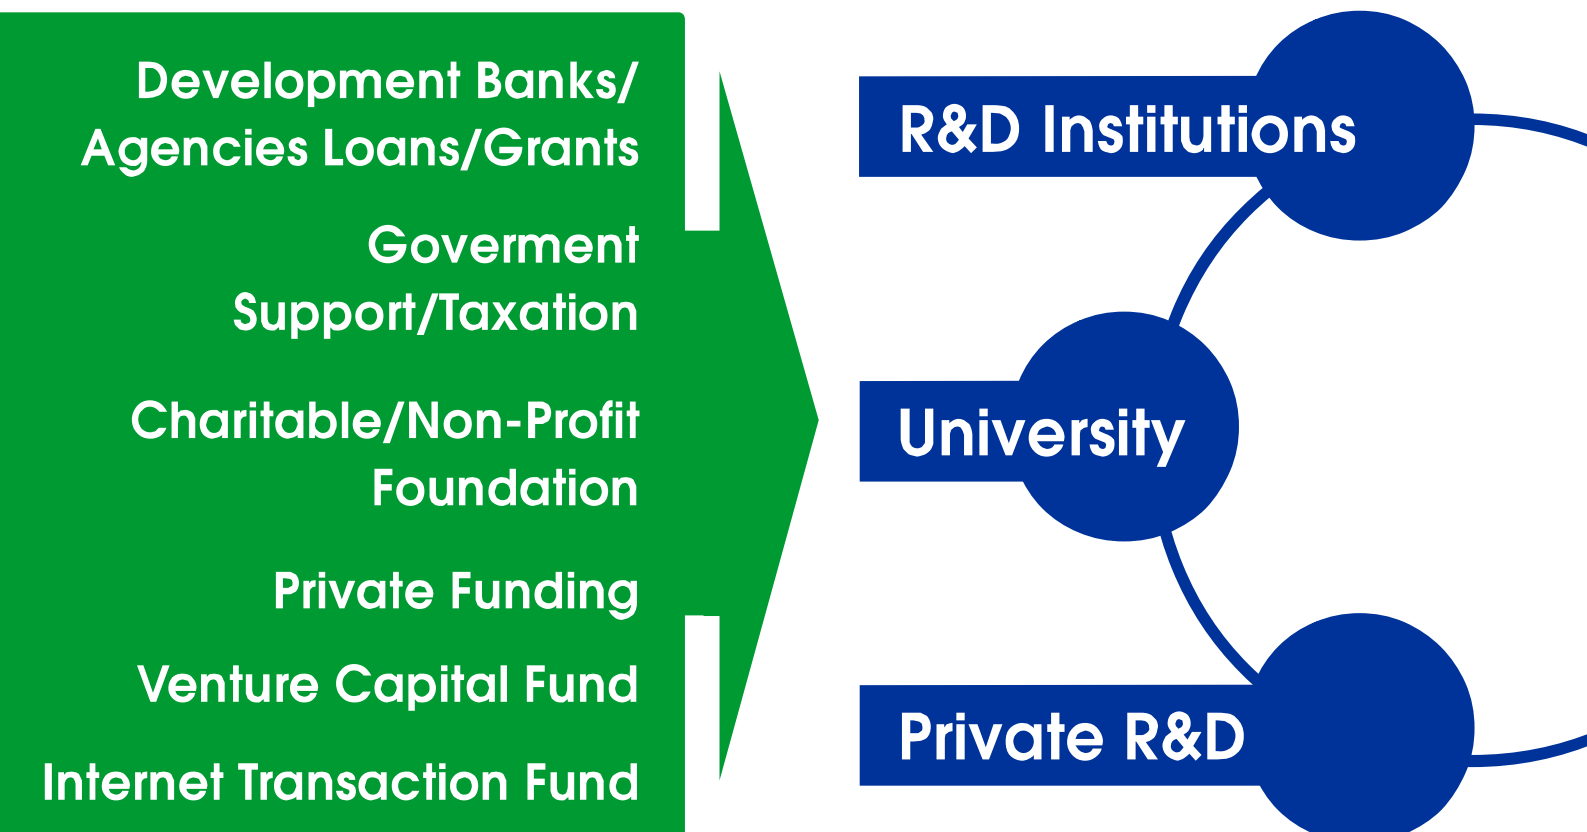 Development Banks/
Agencies Loans/Grants
Goverment
Support/Taxation
Charitable/Non-Profit
Foundation
Private Funding
Venture Capital Fund
Internet Transaction Fund
R&D Institutions
University
Private R&D